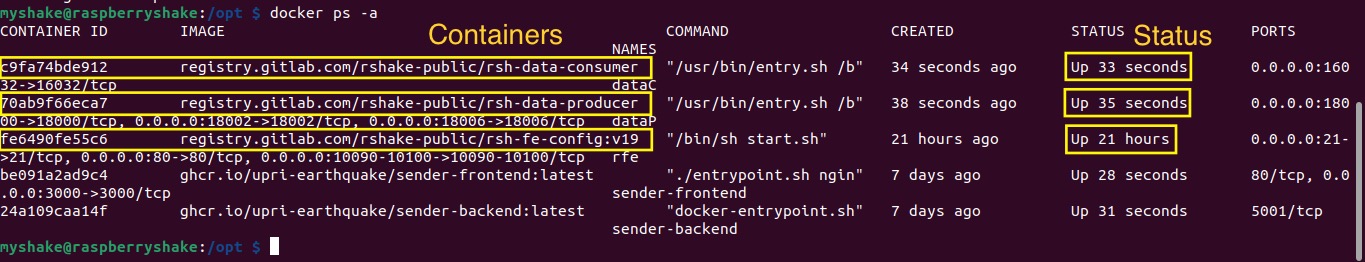 myshake@raspberryshake:/opt $ docker ps -a
CONTAINER ID IMAGE Containers COMMAND CREATED STATUS Status PORTS
NAMES
c9fa74bde912 registry.gitlab.com/rshake-public/rsh-data-consumer "/usr/bin/entry.sh /b" 34 seconds ago Up 33 seconds 0.0.0.0:160
32->16032/tcp dataC
70ab9f66eca7 registry.gitlab.com/rshake-public/rsh-data-producer "/usr/bin/entry.sh /b" 38 seconds ago Up 35 seconds 0.0.0.0:180
00->18000/tcp, 0.0.0.0:18002->18002/tcp, 0.0.0.0:18006->18006/tcp dataP
fe6490fe55c6 registry.gitlab.com/rshake-public/rsh-fe-config:v19 "/bin/sh start.sh" 21 hours ago Up 21 hours 0.0.0.0:21-
>21/tcp, 0.0.0.0:80->80/tcp, 0.0.0.0:10090-10100->10090-10100/tcp rfe
be091a2ad9c4 ghcr.io/upri-earthquake/sender-frontend:latest "./entrypoint.sh ngin" 7 days ago Up 28 seconds 80/tcp, 0.0
.0.0:3000->3000/tcp sender-frontend
24a109caa14f ghcr.io/upri-earthquake/sender-backend:latest "docker-entrypoint.sh" 7 days ago Up 31 seconds 5001/tcp
sender-backend
myshake@raspberryshake:/opt $